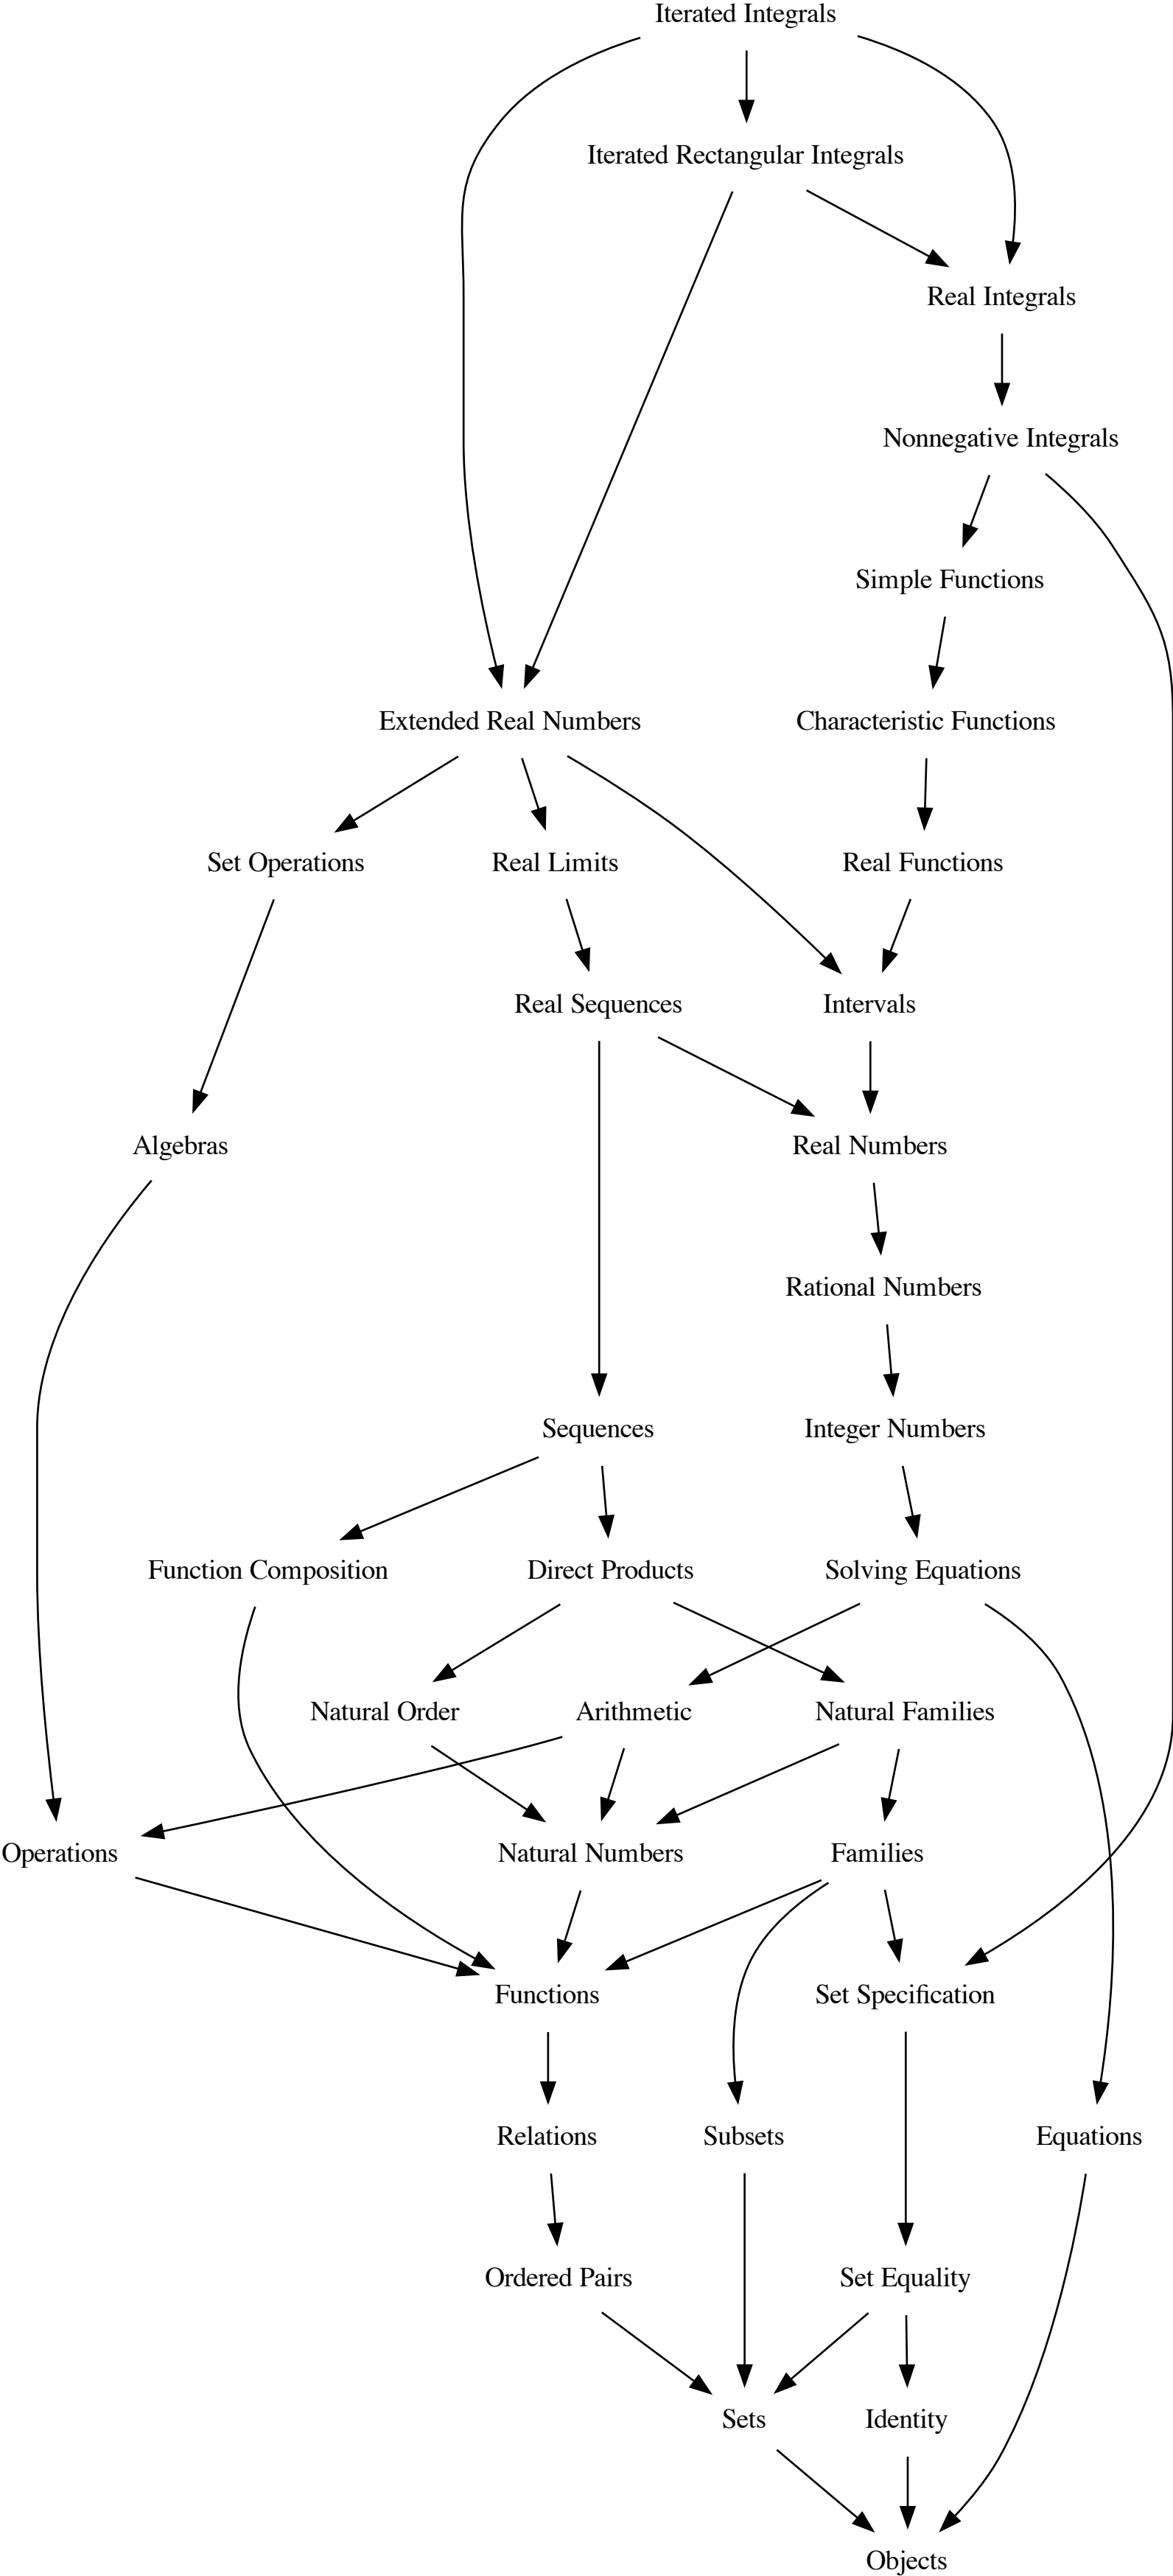 Iterated Integrals
Iterated Rectangular Integrals
Real Integrals
Nonnegative Integrals
Simple Functions
Extended Real Numbers
Characteristic Functions
Set Operations
Real Limits
Real Functions
Real Sequences
Intervals
Algebras
Real Numbers
Rational Numbers
Sequences
Integer Numbers
Function Composition
Direct Products
Solving Equations
Natural Order
Arithmetic
Natural Families
Operations
Natural Numbers
Families
Functions
Set Specification
Relations
Subsets
Equations
Ordered Pairs
Set Equality
Sets
Identity
Objects